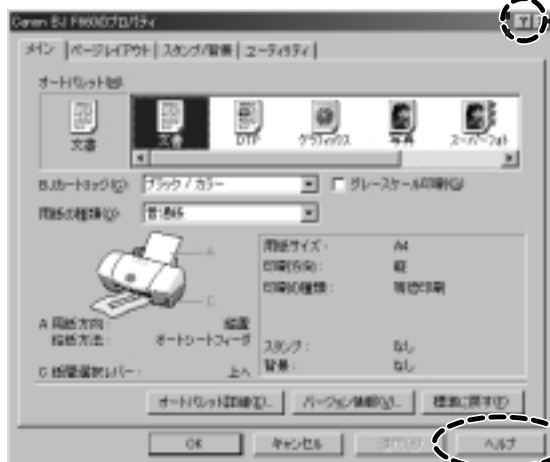 Canon BJ F660のプロパティ
?
メイン ページレイアウト スタンプ/背景 ユーティリティ
オートパレット(M)
文書 文書 DTP グラフィックス 写真 スーパーフォト
BJカートリッジ(C): ブラック / カラー グレースケール印刷(G)
用紙の種類(Y): 普通紙
A
C
用紙サイズ: A4
印刷方向: 縦
印刷の種類: 等倍印刷
A 用紙方向: 縦置
給紙方法: オートシートフィーダ
スタンプ: なし
C 紙間選択レバー: 上へ
背景: なし
オートパレット詳細(I)... バージョン情報(V)... 標準に戻す(D)
OK キャンセル 適用(A) ヘルプ